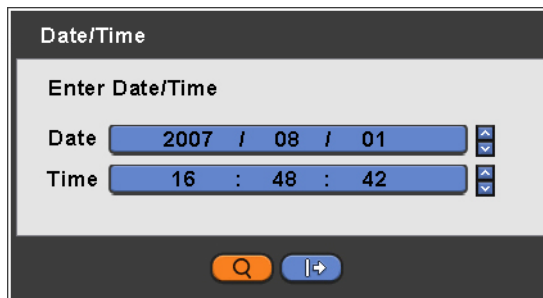 Date/Time
Enter Date/Time
Date 2007 / 08 / 01
Time 16 : 48 : 42